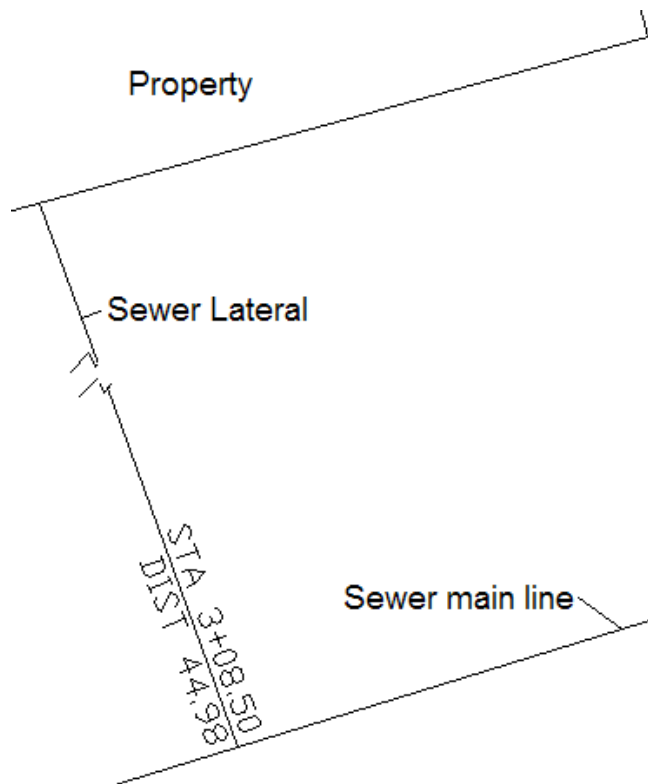 Property
Sewer Lateral
STA 3+08.50
DIST 44.98
Sewer main line